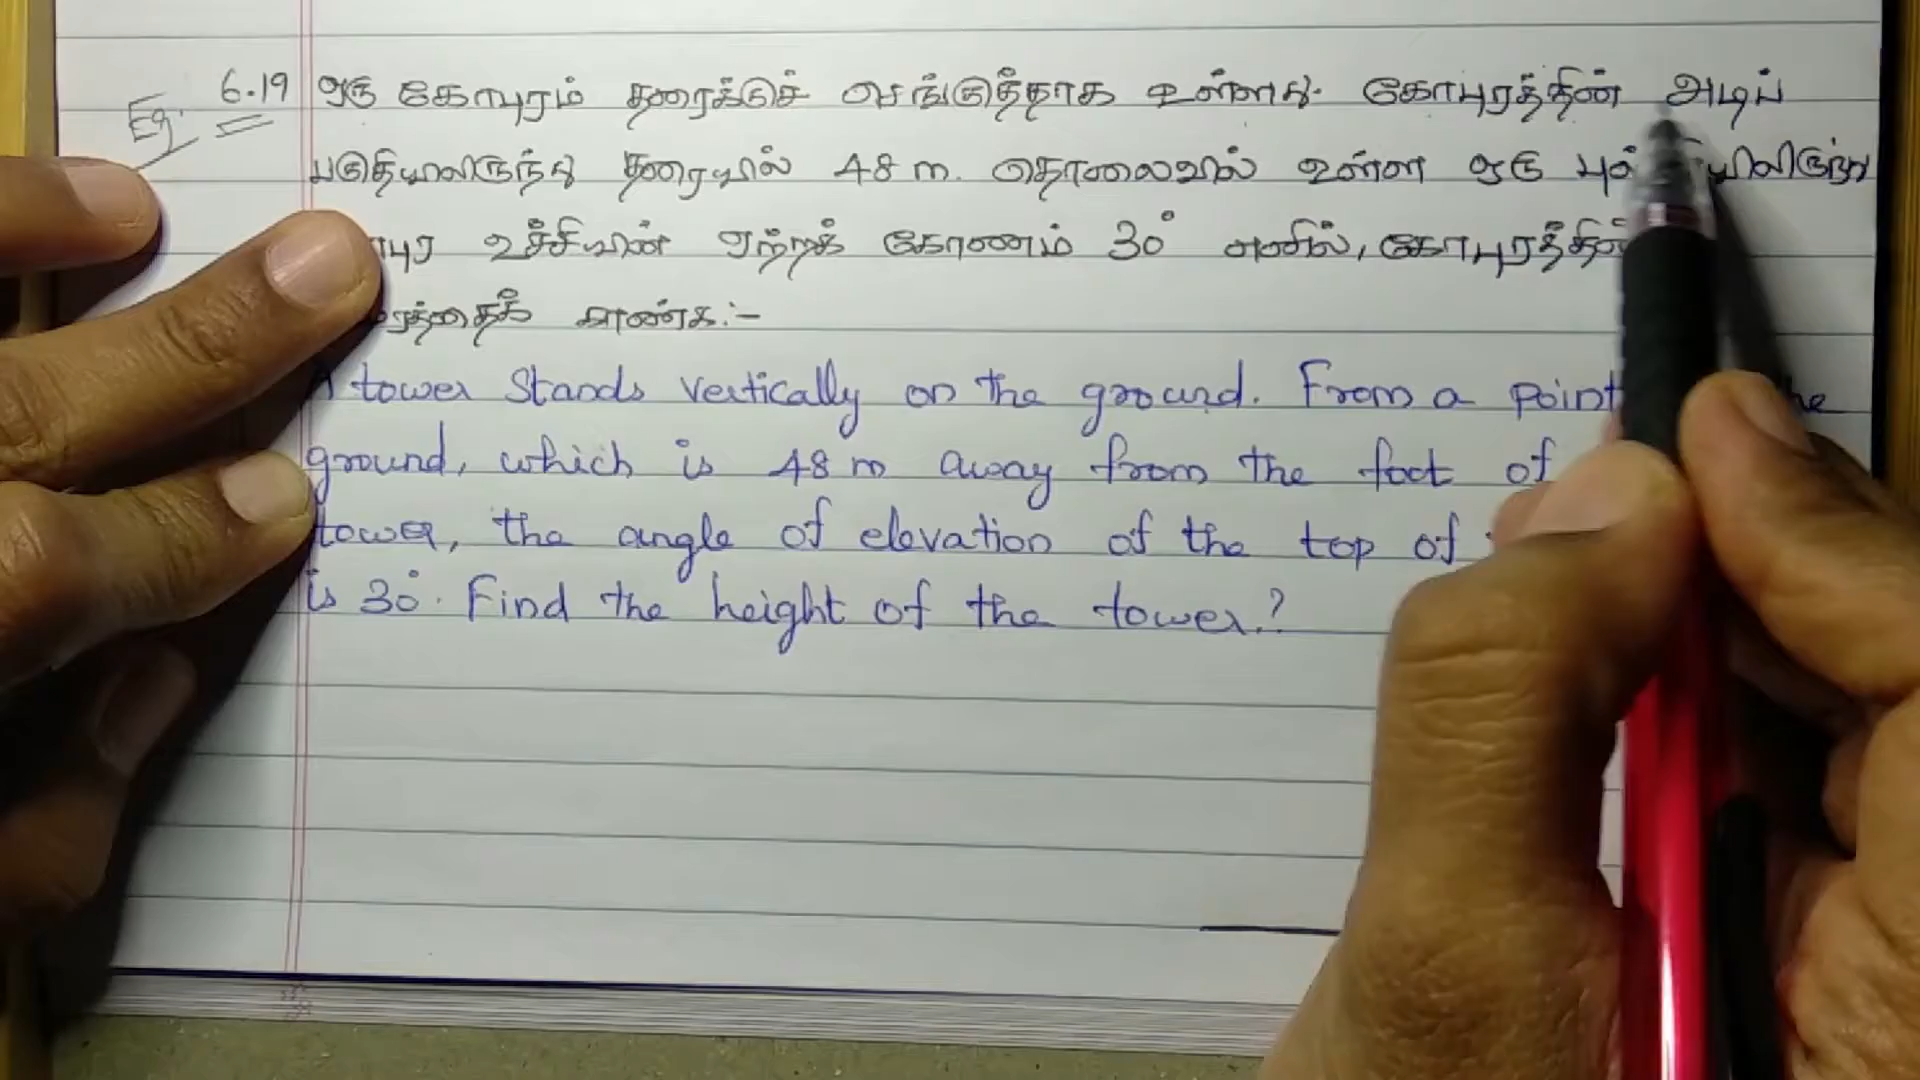 Eg. 6.19 ஒரு கோபுரம் தரைக்குச் செங்குத்தாக உள்ளது. கோபுரத்தின் அடிப்
பகுதியிலிருந்து தரையில் 48 m. தொலைவில் உள்ள ஒரு
உச்சியின் ஏற்றக் கோணம் 30° எனில், கோபுரத்தின்
காண்க:-
A tower Stands Vertically on the ground. From a point
ground, which is 48 m away from the foot of
tower, the angle of elevation of the top of
is 30°. Find the height of the tower?